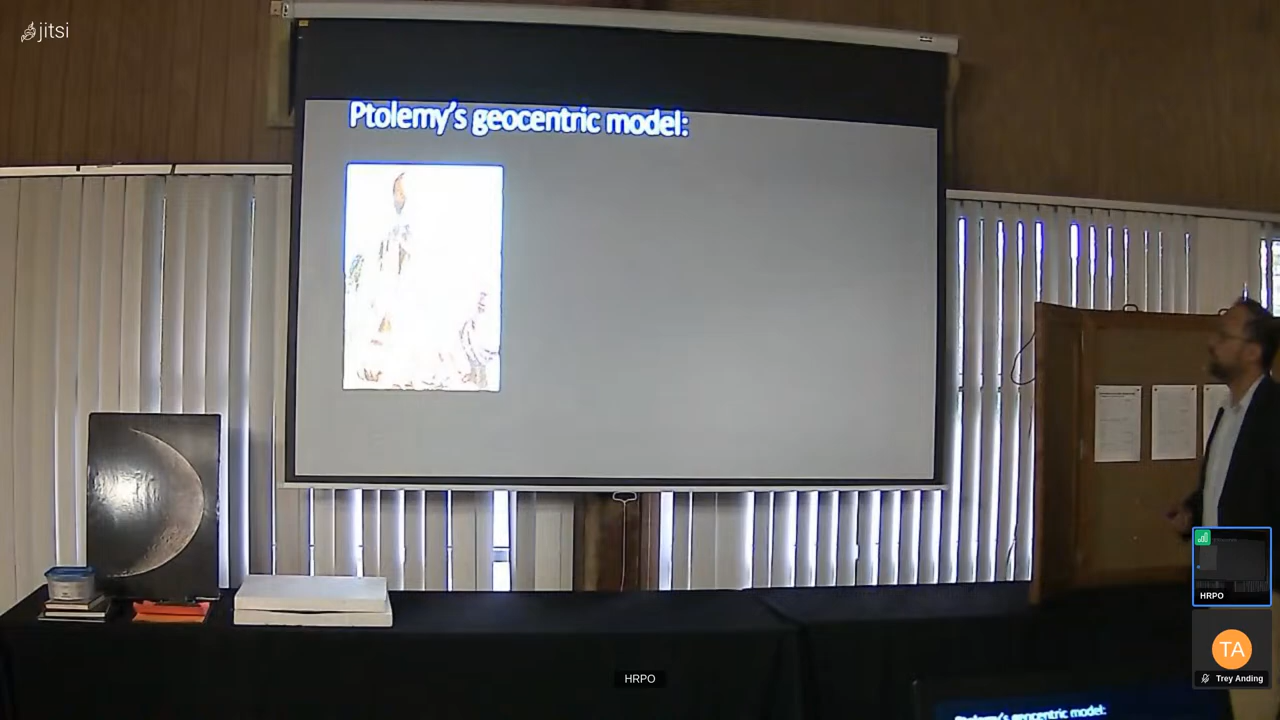 jitsi
Ptolemy's geocentric model:
HRPO
TA
Trey Anding
HRPO
Ptolemy's geocentric model: